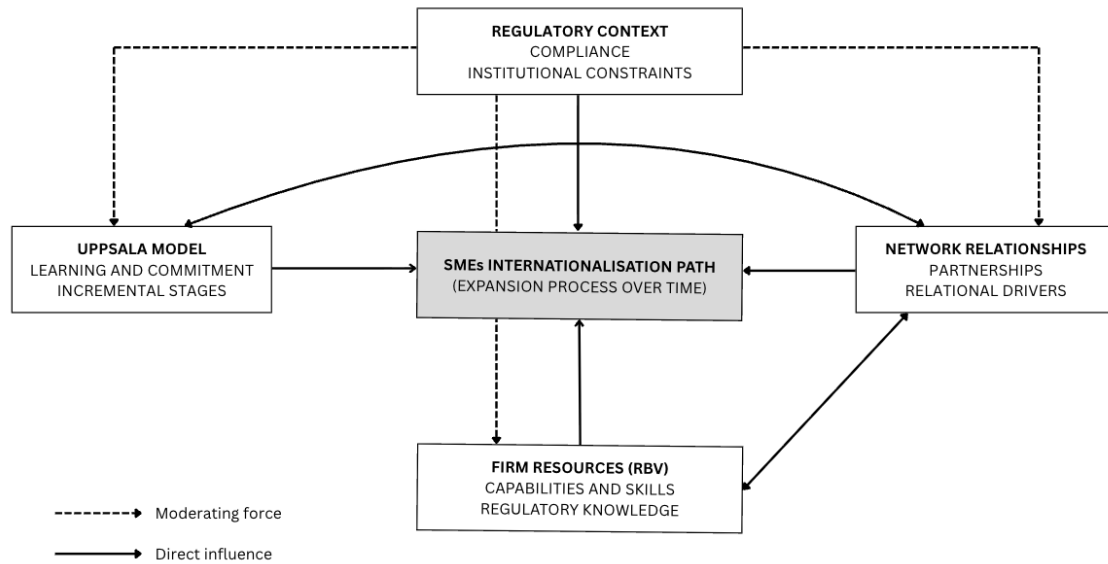 REGULATORY CONTEXT
COMPLIANCE
INSTITUTIONAL CONSTRAINTS
UPPSALA MODEL
LEARNING AND COMMITMENT
INCREMENTAL STAGES
SMEs INTERNATIONALISATION PATH
(EXPANSION PROCESS OVER TIME)
NETWORK RELATIONSHIPS
PARTNERSHIPS
RELATIONAL DRIVERS
FIRM RESOURCES (RBV)
CAPABILITIES AND SKILLS
REGULATORY KNOWLEDGE
Moderating force
Direct influence